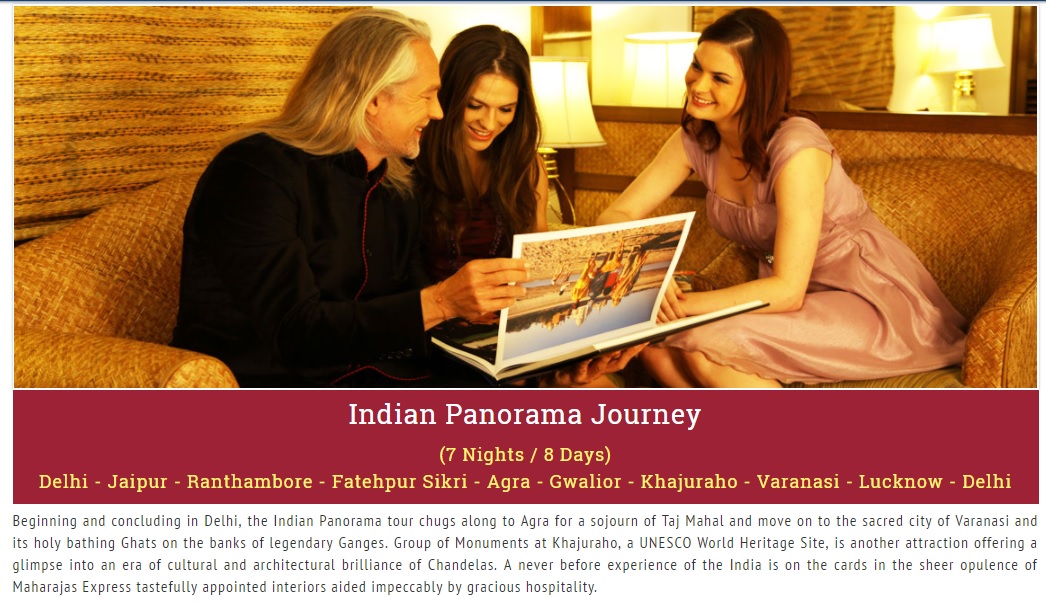 Indian Panorama Journey
(7 Nights / 8 Days)
Delhi - Jaipur - Ranthambore - Fatehpur Sikri - Agra - Gwalior - Khajuraho - Varanasi - Lucknow - Delhi
Beginning and concluding in Delhi, the Indian Panorama tour chugs along to Agra for a sojourn of Taj Mahal and move on to the sacred city of Varanasi and
its holy bathing Ghats on the banks of legendary Ganges. Group of Monuments at Khajuraho, a UNESCO World Heritage Site, is another attraction offering a
glimpse into an era of cultural and architectural brilliance of Chandelas. A never before experience of the India is on the cards in the sheer opulence of
Maharajas Express tastefully appointed interiors aided impeccably by gracious hospitality.